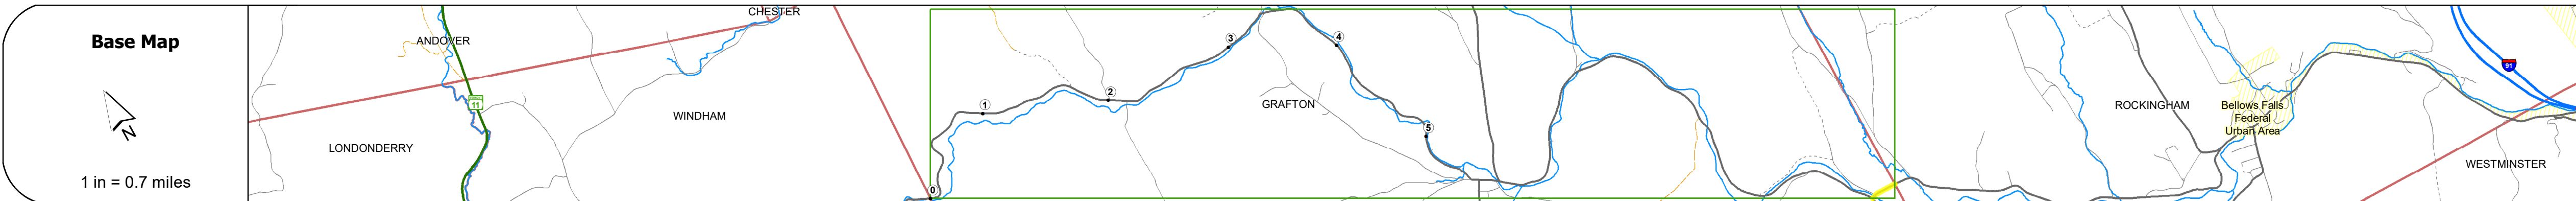 Base Map
N
1 in = 0.7 miles
CHESTER
ANDOVER
11
WINDHAM
LONDONDERRY
0
1
2
3
4
5
GRAFTON
ROCKINGHAM
Bellows Falls
Federal
Urban Area
91
WESTMINSTER